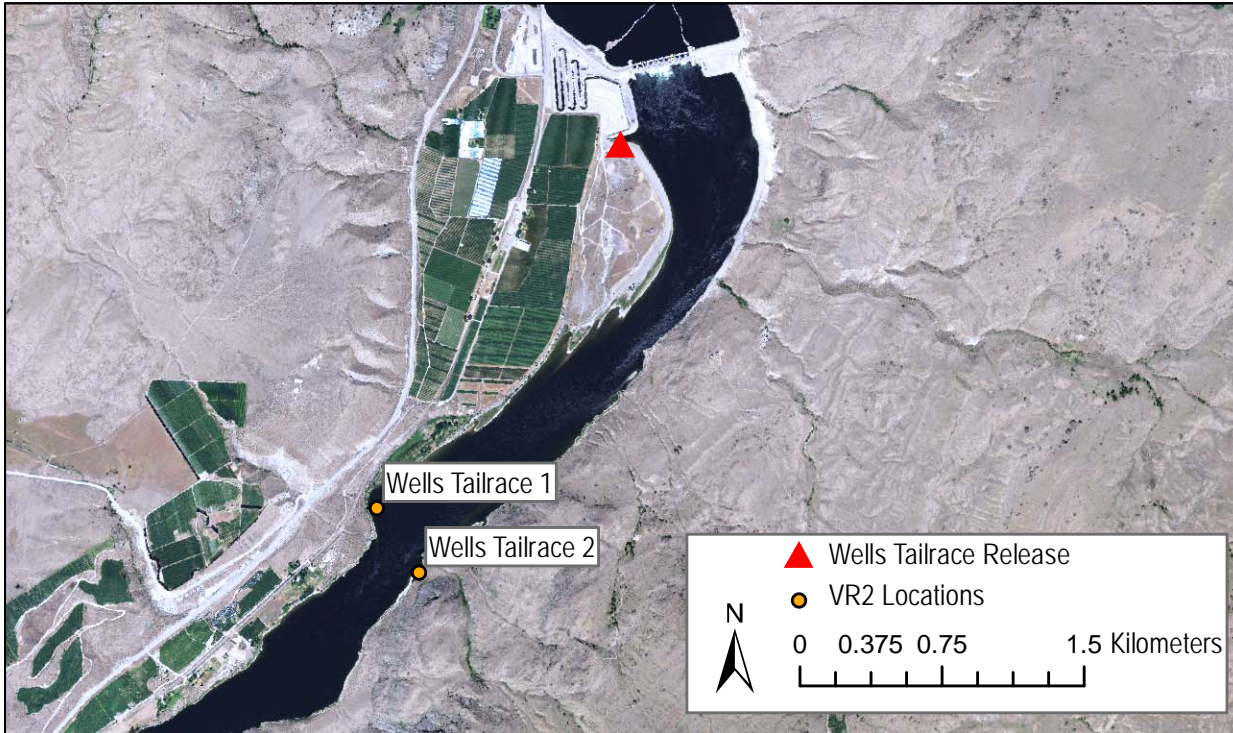 Wells Tailrace 1
Wells Tailrace 2
Wells Tailrace Release
VR2 Locations
N
0 0.375 0.75 1.5 Kilometers